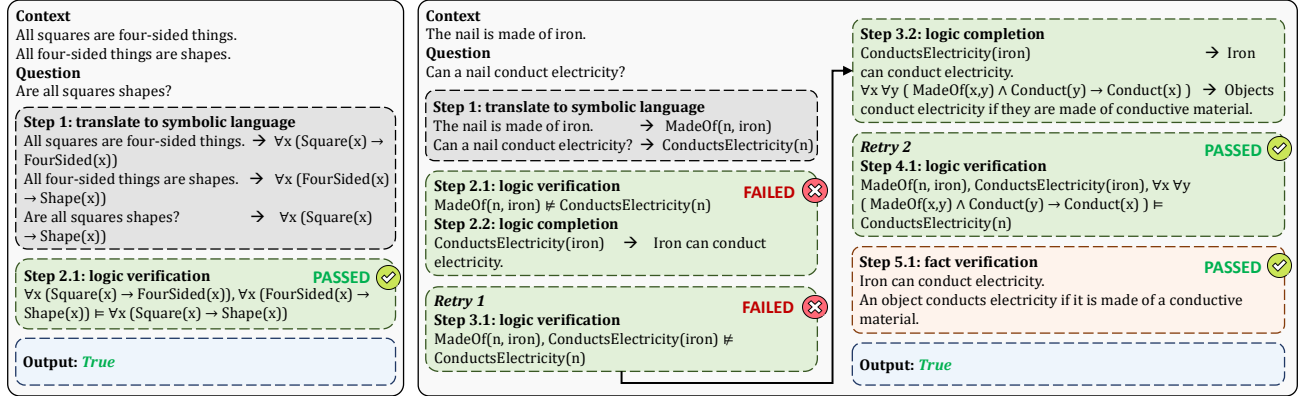 Context
All squares are four-sided things.
All four-sided things are shapes.
Question
Are all squares shapes?
Step 1: translate to symbolic language
All squares are four-sided things. → ∀x (Square(x) →
FourSided(x))
All four-sided things are shapes. → ∀x (FourSided(x)
→ Shape(x))
Are all squares shapes? → ∀x (Square(x)
→ Shape(x))
Step 2.1: logic verification PASSED
∀x (Square(x) → FourSided(x)), ∀x (FourSided(x) →
Shape(x)) ⊨ ∀x (Square(x) → Shape(x))
Output: True
Context
The nail is made of iron.
Question
Can a nail conduct electricity?
Step 1: translate to symbolic language
The nail is made of iron. → MadeOf(n, iron)
Can a nail conduct electricity? → ConductsElectricity(n)
Step 2.1: logic verification FAILED
MadeOf(n, iron) ⊭ ConductsElectricity(n)
Step 2.2: logic completion
ConductsElectricity(iron) → Iron can conduct
electricity.
Retry 1 FAILED
Step 3.1: logic verification
MadeOf(n, iron), ConductsElectricity(iron) ⊭
ConductsElectricity(n)
Step 3.2: logic completion
ConductsElectricity(iron) → Iron
can conduct electricity.
∀x ∀y ( MadeOf(x,y) ∧ Conduct(y) → Conduct(x) ) → Objects
conduct electricity if they are made of conductive material.
Retry 2 PASSED
Step 4.1: logic verification
MadeOf(n, iron), ConductsElectricity(iron), ∀x ∀y
( MadeOf(x,y) ∧ Conduct(y) → Conduct(x) ) ⊨
ConductsElectricity(n)
Step 5.1: fact verification PASSED
Iron can conduct electricity.
An object conducts electricity if it is made of a conductive
material.
Output: True